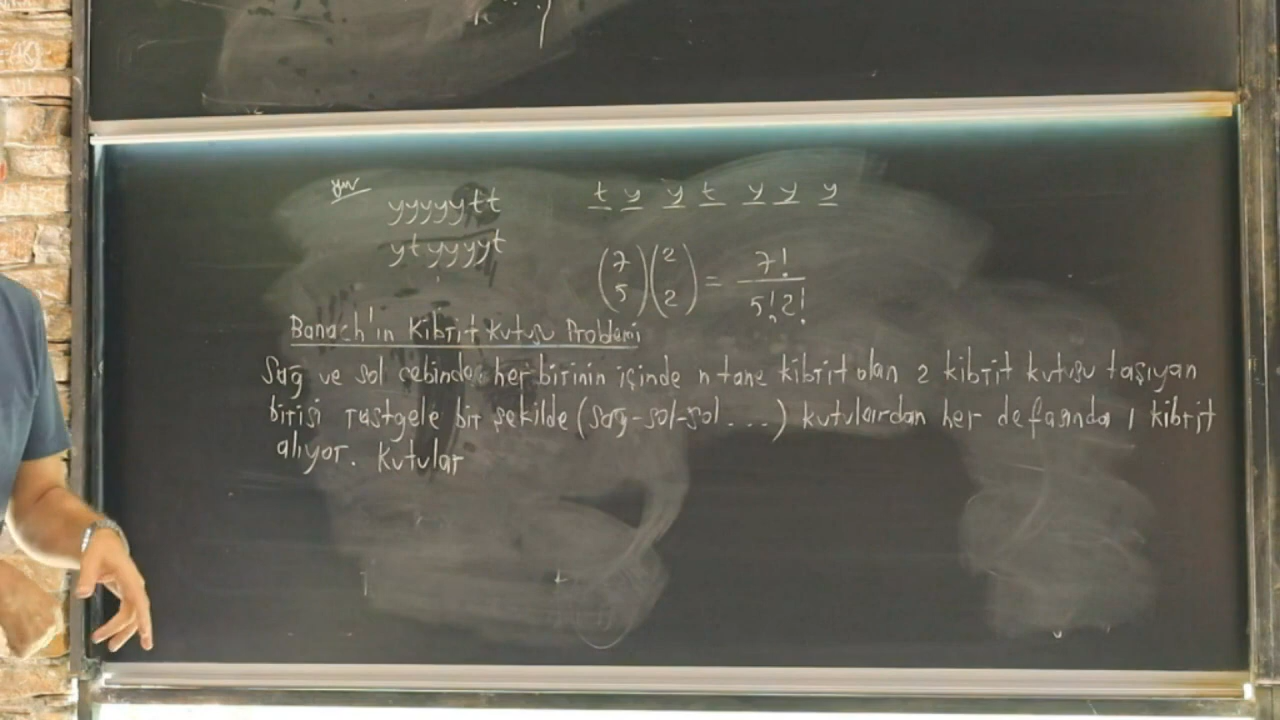 yyyyytt
t y y t y y y
ytyyyyt
(7 5)(2 2) = 7! / 5!2!
Banach'ın Kibrit Kutusu Problemi
Sağ ve sol cebinde her birinin içinde n tane kibrit olan 2 kibrit kutusu taşıyan
birisi rastgele bir şekilde (sağ-sol-sol...) kutulardan her defasında 1 kibrit
alıyor. Kutular